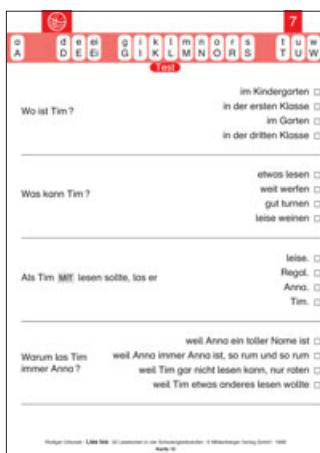 7
a d e ei g i k l m n o r s t u w
A D E Ei G I K L M N O R S T U W
Test
Wo ist Tim?
im Kindergarten
in der ersten Klasse
im Garten
in der dritten Klasse
Was kann Tim?
etwas lesen
weit werfen
gut turnen
leise weinen
Als Tim MIT lesen sollte, las er
leise.
Regal.
Anna.
Tim.
Warum las Tim
immer Anna?
weil Anna ein toller Name ist
weil Anna immer Anna ist, so rum und so rum
weil Tim gar nicht lesen kann, nur raten
weil Tim etwas anderes lesen wollte